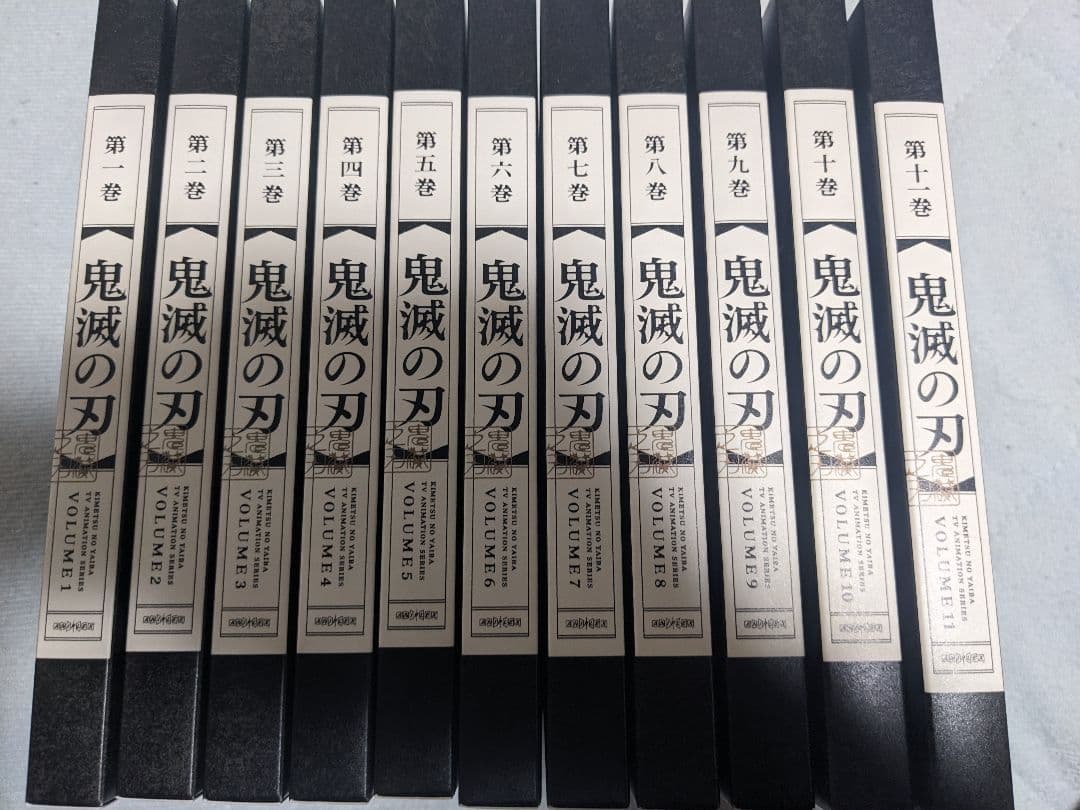 第一巻
鬼滅の刃
KIMETSU NO YAIBA
TV ANIMATION SERIES
VOLUME 1
第二巻
鬼滅の刃
KIMETSU NO YAIBA
TV ANIMATION SERIES
VOLUME 2
第三巻
鬼滅の刃
KIMETSU NO YAIBA
TV ANIMATION SERIES
VOLUME 3
第四巻
鬼滅の刃
KIMETSU NO YAIBA
TV ANIMATION SERIES
VOLUME 4
第五巻
鬼滅の刃
KIMETSU NO YAIBA
TV ANIMATION SERIES
VOLUME 5
第六巻
鬼滅の刃
KIMETSU NO YAIBA
TV ANIMATION SERIES
VOLUME 6
第七巻
鬼滅の刃
KIMETSU NO YAIBA
TV ANIMATION SERIES
VOLUME 7
第八巻
鬼滅の刃
KIMETSU NO YAIBA
TV ANIMATION SERIES
VOLUME 8
第九巻
鬼滅の刃
KIMETSU NO YAIBA
TV ANIMATION SERIES
VOLUME 9
第十巻
鬼滅の刃
KIMETSU NO YAIBA
TV ANIMATION SERIES
VOLUME 10
第十一巻
鬼滅の刃
KIMETSU NO YAIBA
TV ANIMATION SERIES
VOLUME 11